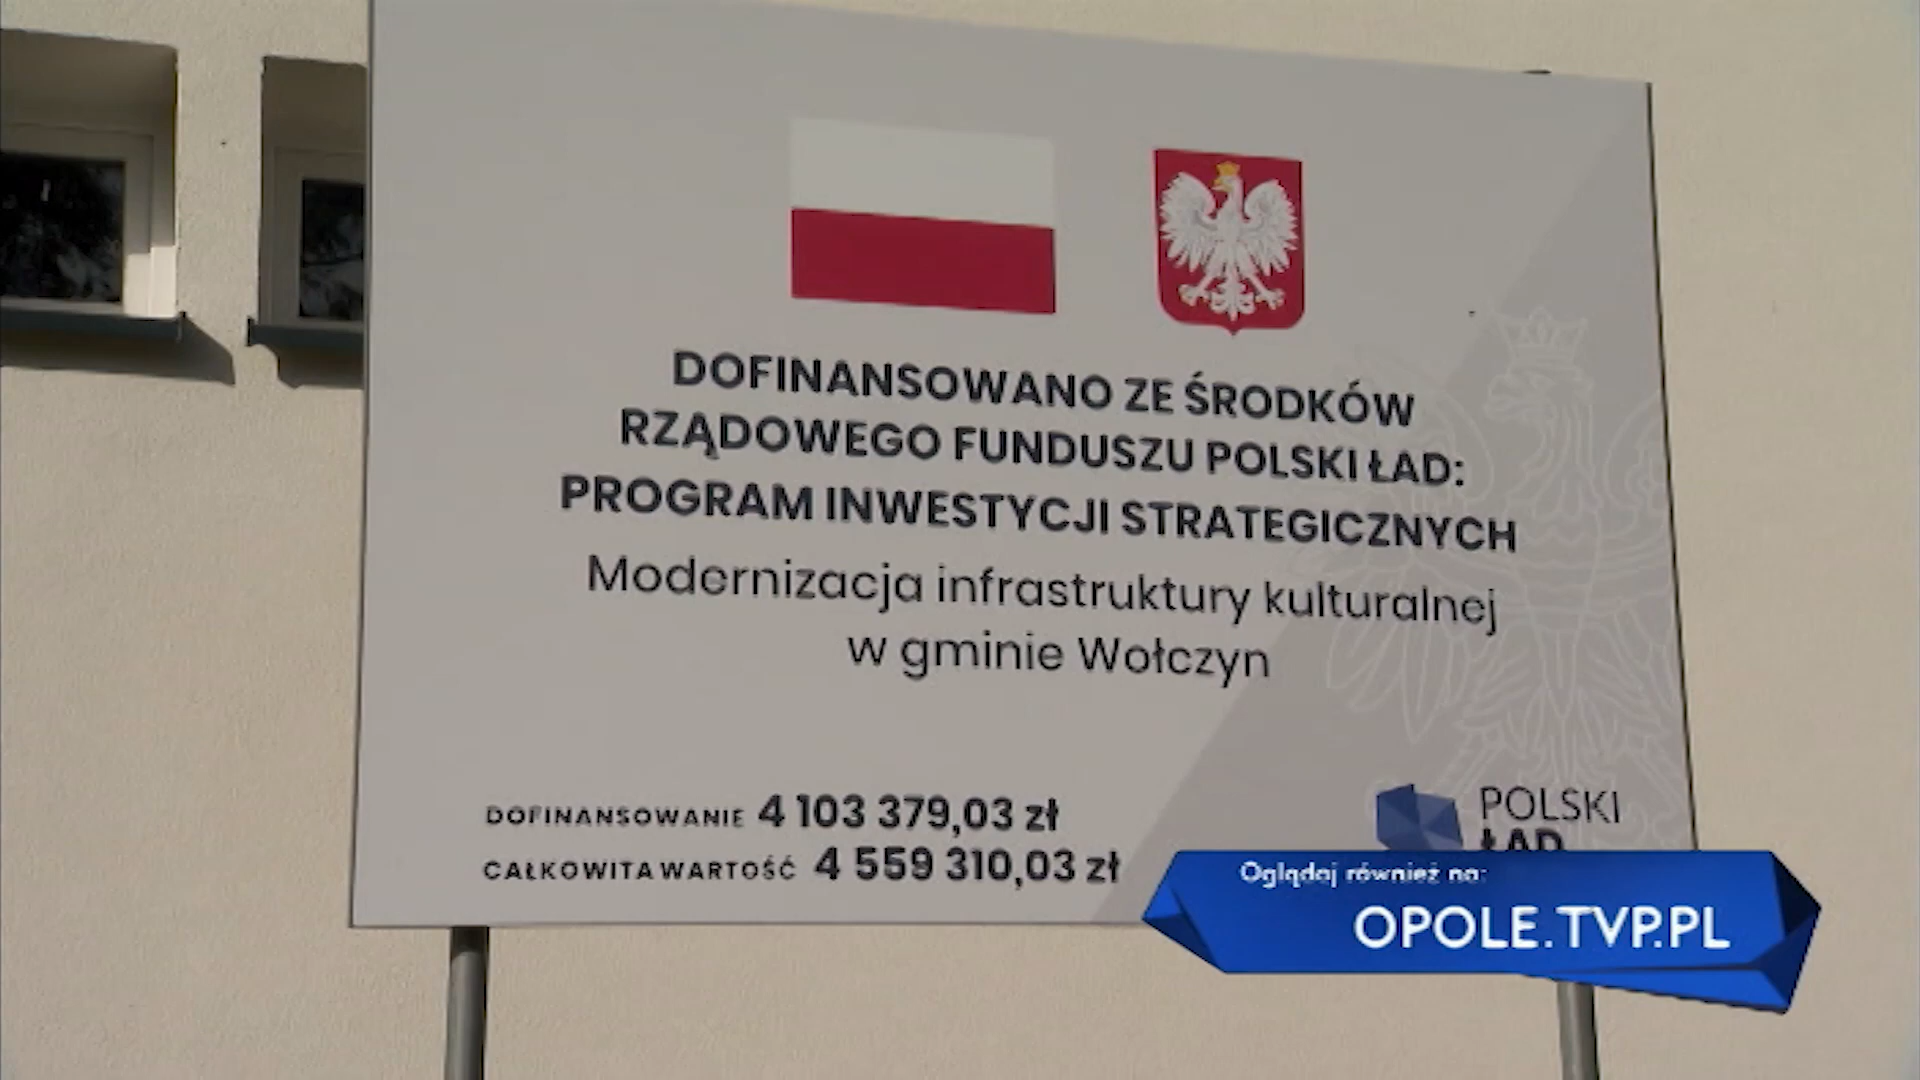 DOFINANSOWANO ZE ŚRODKÓW
RZĄDOWEGO FUNDUSZU POLSKI ŁAD:
PROGRAM INWESTYCJI STRATEGICZNYCH
Modernizacja infrastruktury kulturalnej
w gminie Wołczyn
DOFINANSOWANIE 4 103 379,03 zł
CAŁKOWITA WARTOŚĆ 4 559 310,03 zł
POLSKI
ŁAD
Oglądaj również na:
OPOLE.TVP.PL